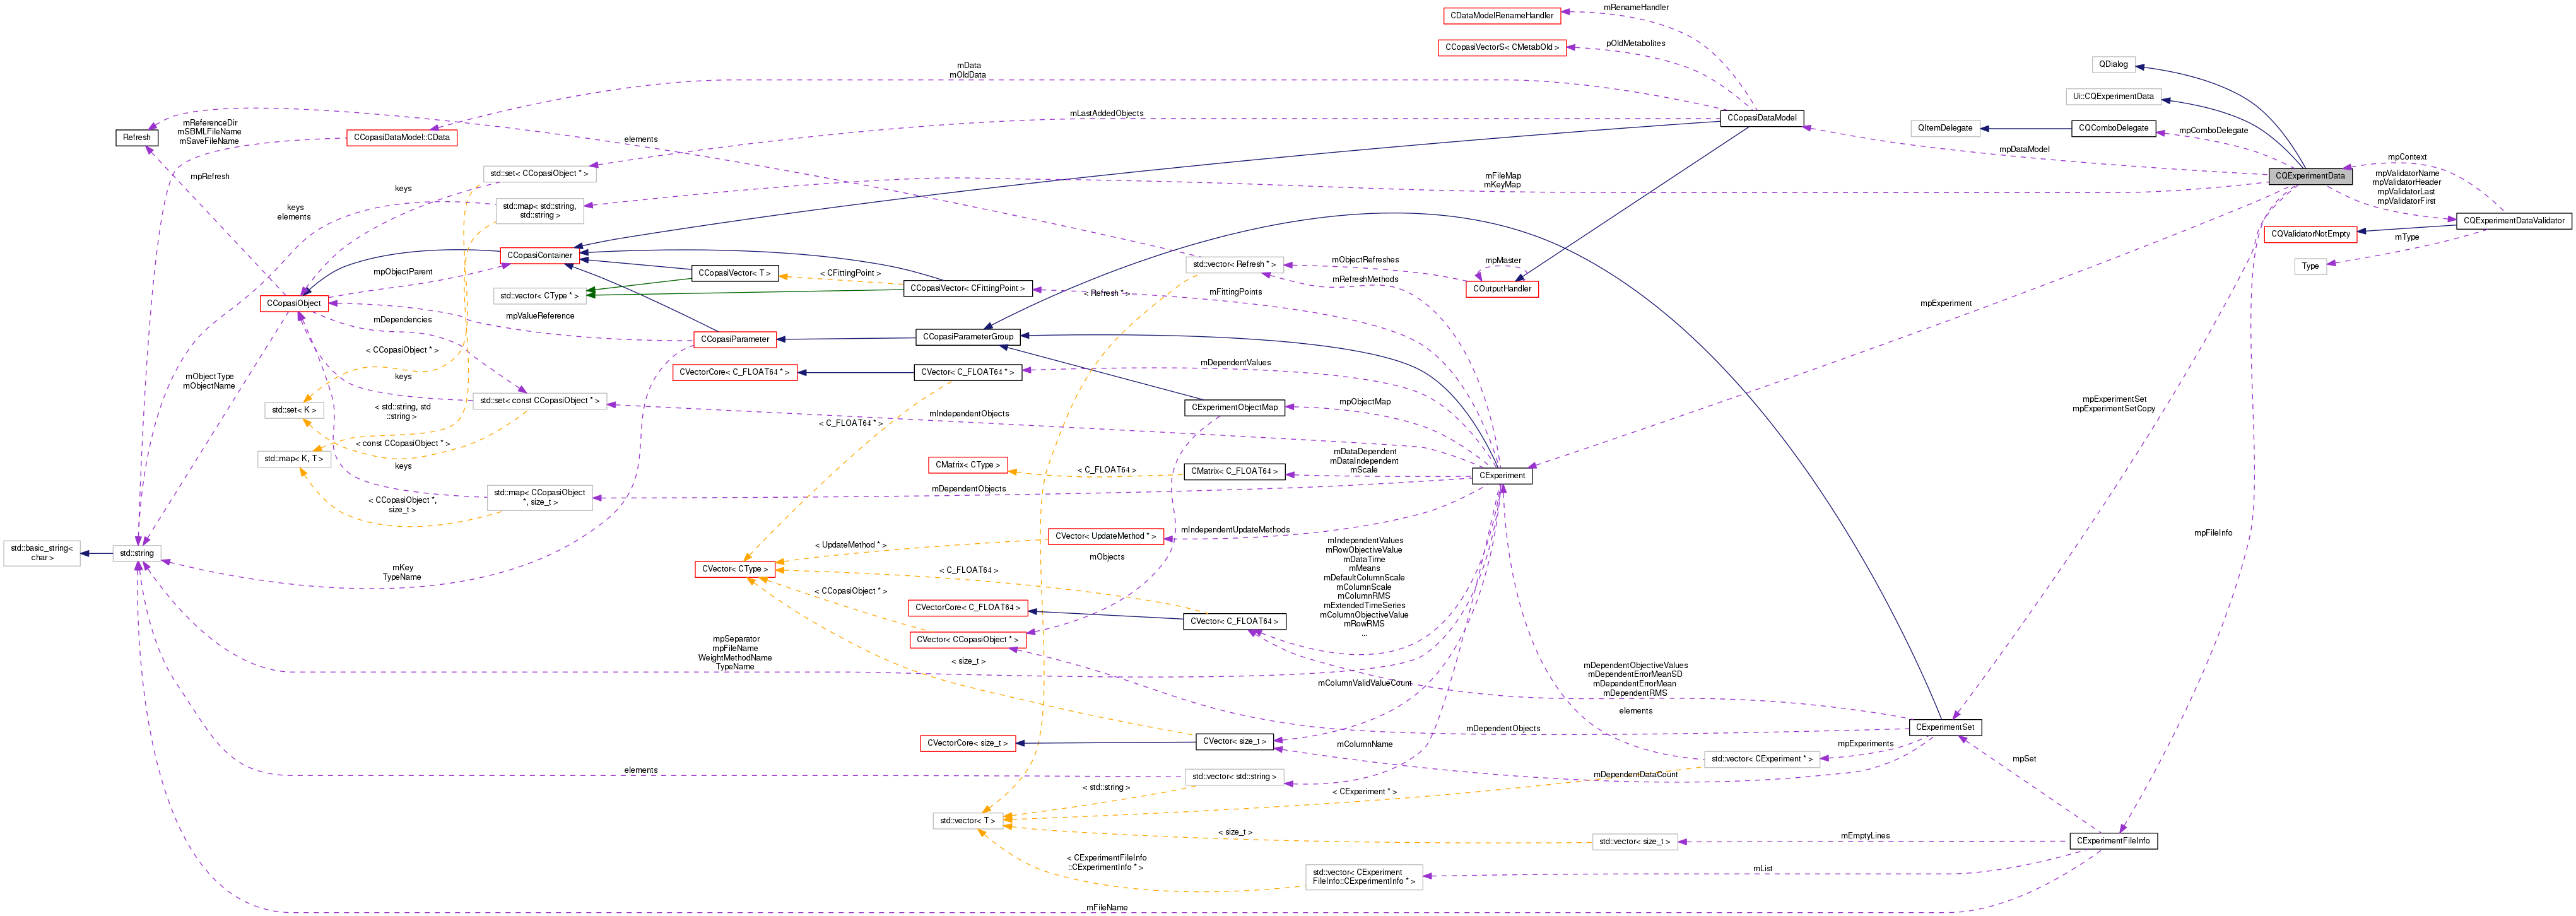 mRenameHandler
CDataModelRenameHandler
pOldMetabolites
CCopasiVectorS< CMetabOld >
mData
mOldData
QDialog
Ui::CQExperimentData
CCopasiDataModel
mLastAddedObjects
QItemDelegate
CQComboDelegate
mpComboDelegate
mReferenceDir
mSBMLFileName
mSaveFileName
Refresh
CCopasiDataModel::CData
elements
mpDataModel
mpContext
mpRefresh
std::set< CCopasiObject * >
keys
mFileMap
mKeyMap
CQExperimentData
mpValidatorName
mpValidatorHeader
mpValidatorLast
mpValidatorFirst
keys
elements
std::map< std::string,
std::string >
CQExperimentDataValidator
CQValidatorNotEmpty
mType
Type
CCopasiContainer
mpObjectParent
CCopasiVector< T >
< CFittingPoint >
std::vector< Refresh * >
mObjectRefreshes
mpMaster
COutputHandler
mRefreshMethods
CCopasiVector< CFittingPoint >
mFittingPoints
< Refresh * >
std::vector< CType * >
CCopasiObject
mpExperiment
mDependencies
mpValueReference
CCopasiParameter
CCopasiParameterGroup
< CCopasiObject * >
mObjectType
mObjectName
keys
CVectorCore< C_FLOAT64 * >
CVector< C_FLOAT64 * >
mDependentValues
std::set< K >
std::set< const CCopasiObject * >
CExperimentObjectMap
mpObjectMap
< std::string, std
::string >
mIndependentObjects
< C_FLOAT64 * >
mpExperimentSet
mpExperimentSetCopy
< const CCopasiObject * >
std::map< K, T >
keys
CMatrix< CType >
< C_FLOAT64 >
CMatrix< C_FLOAT64 >
mDataDependent
mDataIndependent
mScale
CExperiment
mDependentObjects
std::map< CCopasiObject
*, size_t >
< CCopasiObject *,
size_t >
mIndependentUpdateMethods
CVector< UpdateMethod * >
< UpdateMethod * >
mpFileInfo
std::basic_string<
char >
std::string
mKey
TypeName
CVector< CType >
< C_FLOAT64 >
mObjects
mIndependentValues
mRowObjectiveValue
mDataTime
mMeans
mDefaultColumnScale
mColumnScale
mColumnRMS
mExtendedTimeSeries
mColumnObjectiveValue
mRowRMS
...
< CCopasiObject * >
CVectorCore< C_FLOAT64 >
CVector< C_FLOAT64 >
CVector< CCopasiObject * >
mpSeparator
mpFileName
WeightMethodName
TypeName
< size_t >
mColumnValidValueCount
mDependentObjectiveValues
mDependentErrorMeanSD
mDependentErrorMean
mDependentRMS
elements
mDependentObjects
CExperimentSet
CVectorCore< size_t >
CVector< size_t >
mColumnName
mpExperiments
std::vector< CExperiment * >
mpSet
elements
std::vector< std::string >
mDependentDataCount
< std::string >
< CExperiment * >
std::vector< T >
< size_t >
std::vector< size_t >
mEmptyLines
CExperimentFileInfo
< CExperimentFileInfo
::CExperimentInfo * >
std::vector< CExperiment
FileInfo::CExperimentInfo * >
mList
mFileName